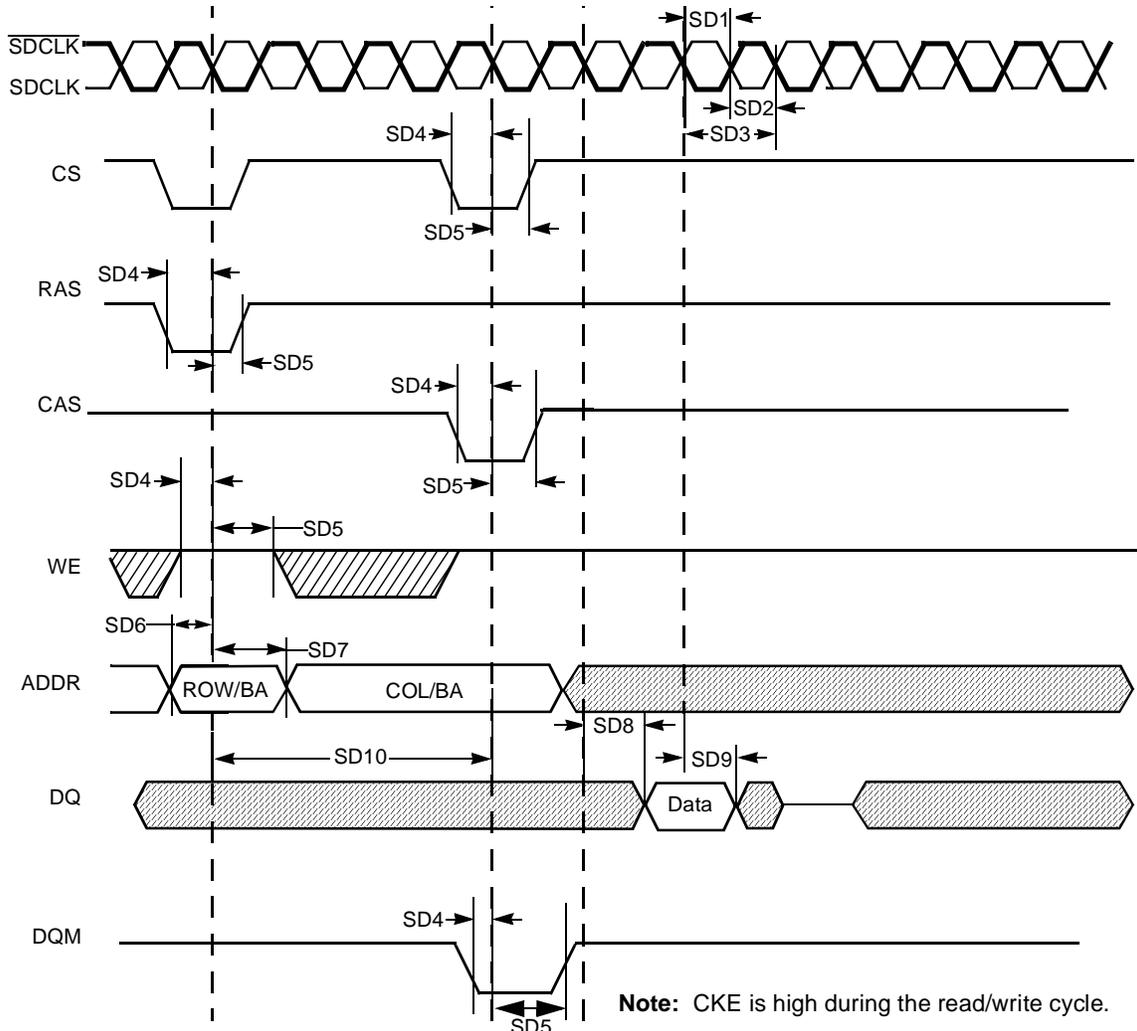 SD1
SDCLK
SDCLK
SD2
SD4
SD3
CS
SD5
SD4
RAS
SD5
SD4
CAS
SD4
SD5
SD5
WE
SD6
SD7
ADDR
ROW/BA
COL/BA
SD8
SD10
SD9
DQ
Data
SD4
DQM
Note: CKE is high during the read/write cycle.
SD5